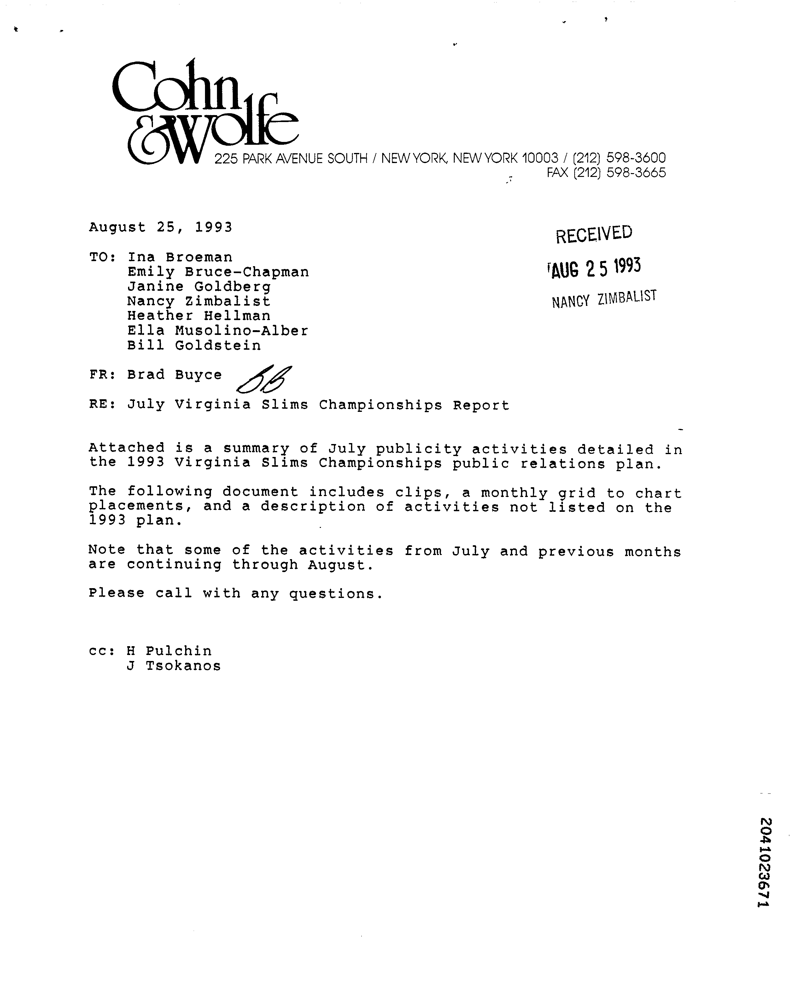 Cohn
& Wolfe
225 PARK AVENUE SOUTH / NEW YORK, NEW YORK 10003 / (212) 598-3600
FAX (212) 598-3665
August 25, 1993
RECEIVED
AUG 25 1993
NANCY ZIMBALIST
TO: Ina Broeman
Emily Bruce-Chapman
Janine Goldberg
Nancy Zimbalist
Heather Hellman
Ella Musolino-Alber
Bill Goldstein
FR: Brad Buyce BB
RE: July Virginia Slims Championships Report
Attached is a summary of July publicity activities detailed in
the 1993 Virginia Slims Championships public relations plan.
The following document includes clips, a monthly grid to chart
placements, and a description of activities not listed on the
1993 plan.
Note that some of the activities from July and previous months
are continuing through August.
Please call with any questions.
cc: H Pulchin
J Tsokanos
2041023671